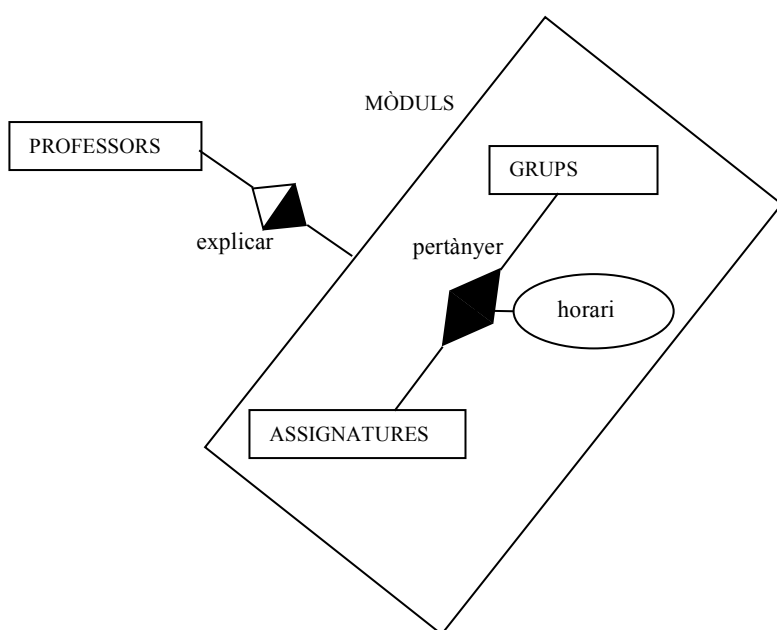 MÒDULS
PROFESSORS
GRUPS
explicar
pertànyer
horari
ASSIGNATURES